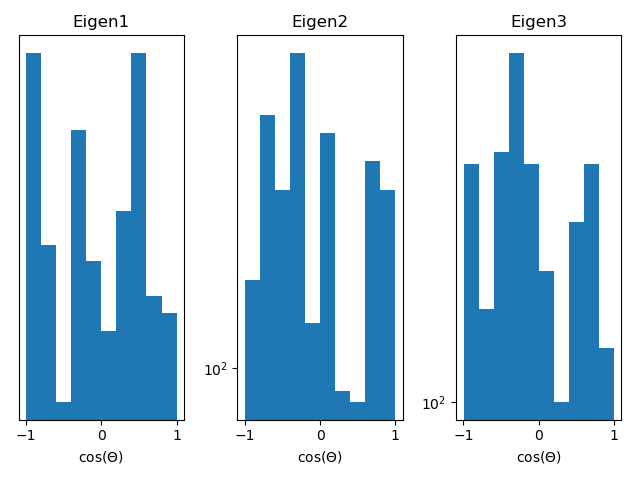 Eigen1 Eigen2 Eigen3
10² 10²
−1 0 1 −1 0 1 −1 0 1
cos(Θ) cos(Θ) cos(Θ)